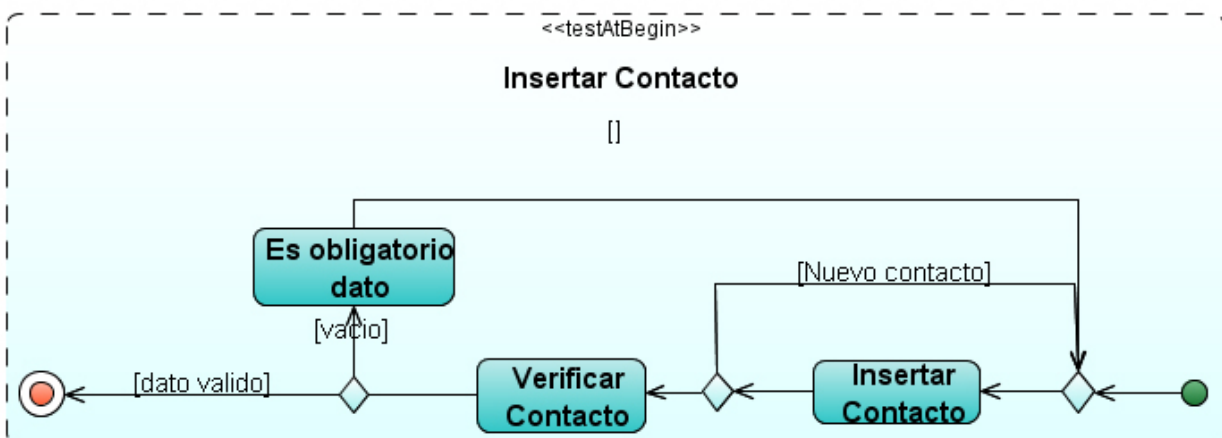 <<testAtBegin>>
Insertar Contacto
[]
Es obligatorio
dato
[Nuevo contacto]
[vacio]
[dato valido]
Verificar
Contacto
Insertar
Contacto